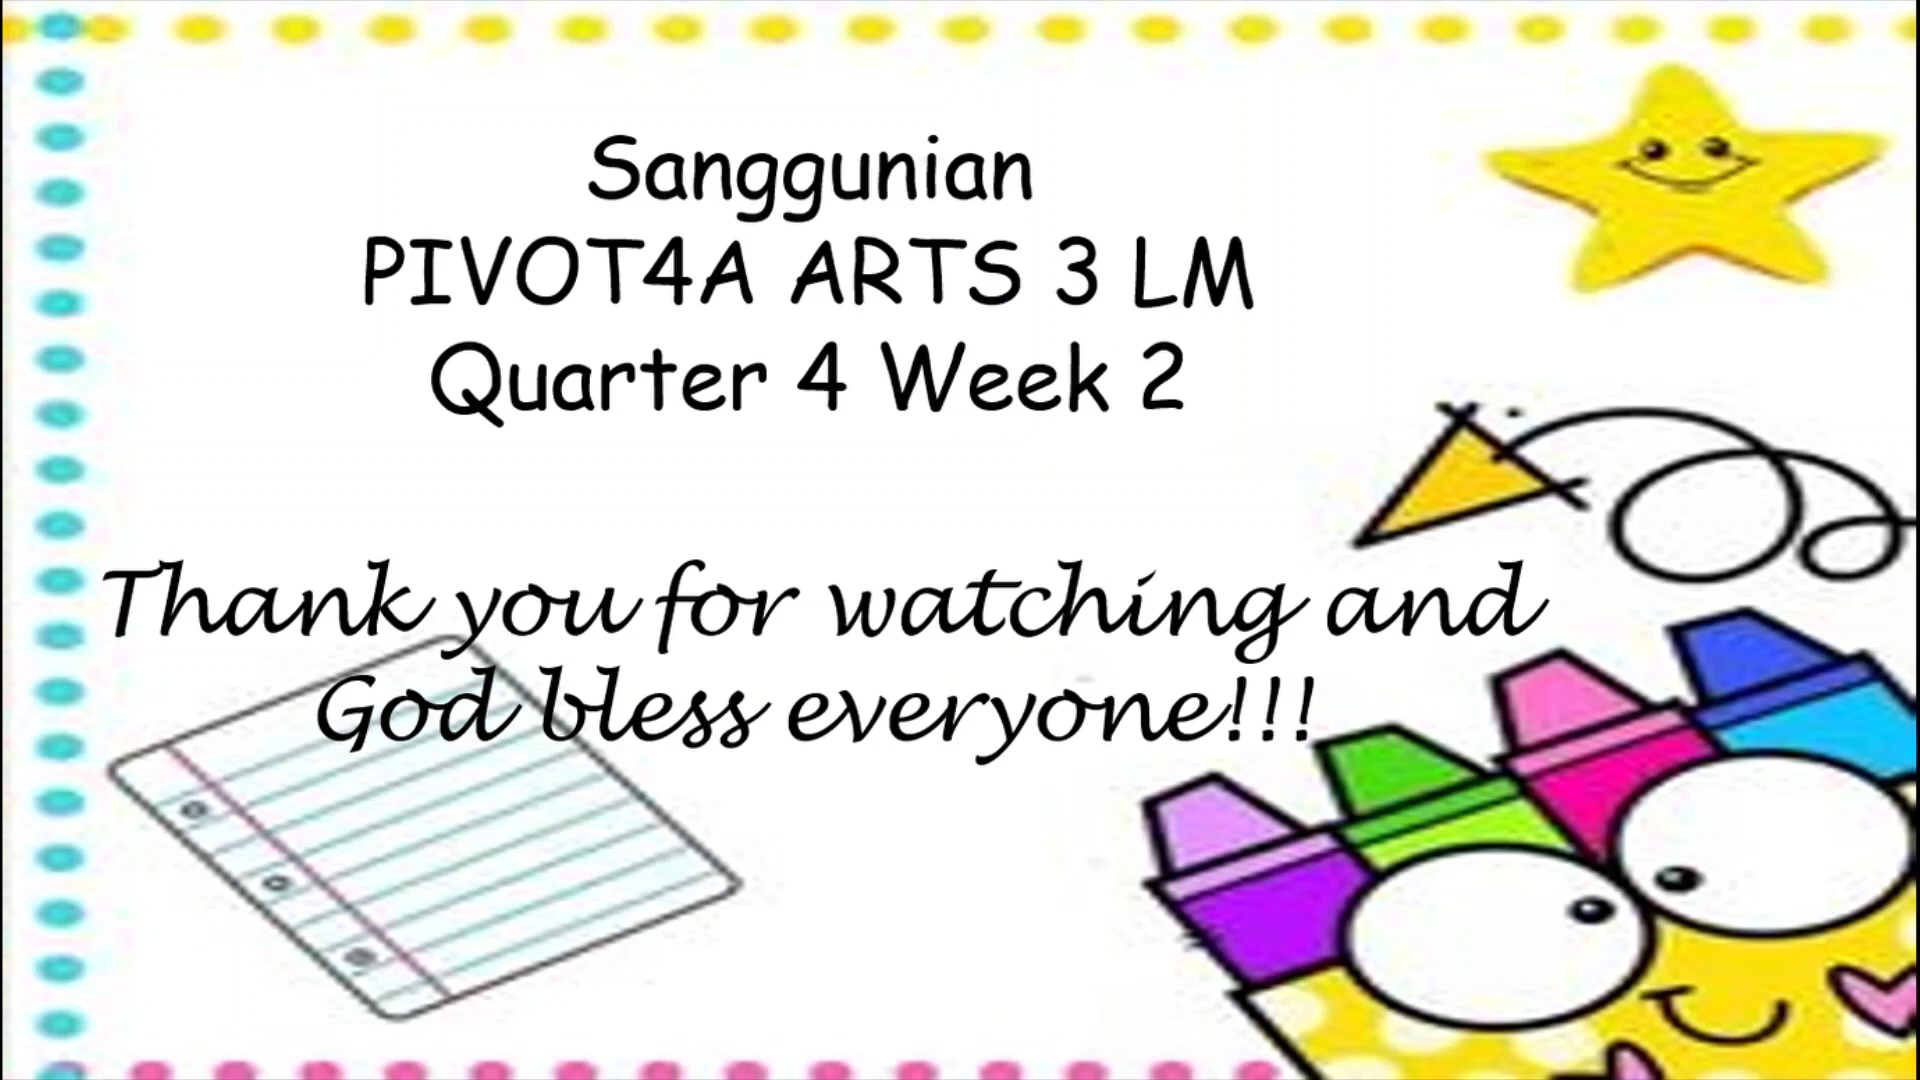 Sanggunian
PIVOT4A ARTS 3 LM
Quarter 4 Week 2
Thank you for watching and
God bless everyone!!!